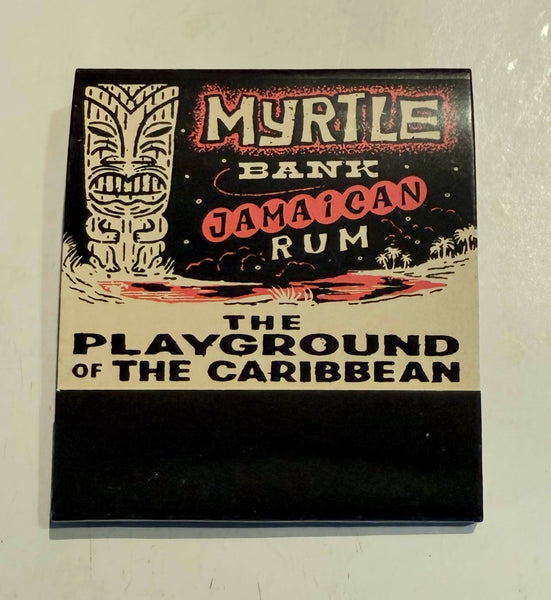 MYRTLE
BANK
JAMAiCAN
RUM
THE
PLAYGROUND
OF THE CARIBBEAN